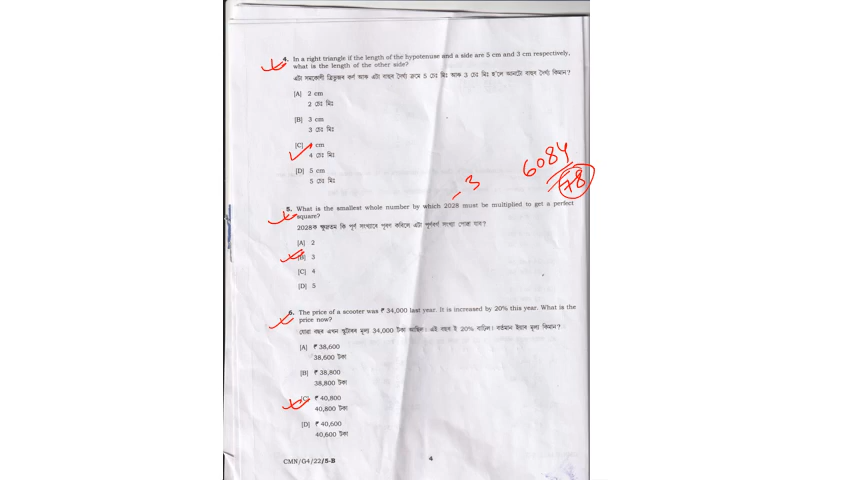 4. In a right triangle if the length of the hypotenuse and a side are 5 cm and 3 cm respectively,
what is the length of the other side?
এটা সমকোণী ত্ৰিভুজৰ কৰ্ণ আৰু এটা বাহুৰ দৈৰ্ঘ্য ক্ৰমে 5 চেঃ মিঃ আৰু 3 চেঃ মিঃ হ'লে আনটো বাহুৰ দৈৰ্ঘ্য কিমান?
[A] 2 cm
2 চেঃ মিঃ
[B] 3 cm
3 চেঃ মিঃ
[C] cm
4 চেঃ মিঃ
[D] 5 cm
5 চেঃ মিঃ
6084
78
3
5. What is the smallest whole number by which 2028 must be multiplied to get a perfect
square?
2028ক ক্ষুদ্ৰতম কি পূৰ্ণ সংখ্যাৰে পূৰণ কৰিলে এটা পূৰ্ণবৰ্গ সংখ্যা পোৱা যাব?
[A] 2
[B] 3
[C] 4
[D] 5
6. The price of a scooter was ₹ 34,000 last year. It is increased by 20% this year. What is the
price now?
যোৱা বছৰ এখন স্কুটাৰৰ মূল্য 34,000 টকা আছিল। এই বছৰ ই 20% বাঢ়িল। বৰ্তমান ইয়াৰ মূল্য কিমান?
[A] ₹ 38,600
38,600 টকা
[B] ₹ 38,800
38,800 টকা
[C] ₹ 40,800
40,800 টকা
[D] ₹ 40,600
40,600 টকা
CMN/G4/22/5-B
4